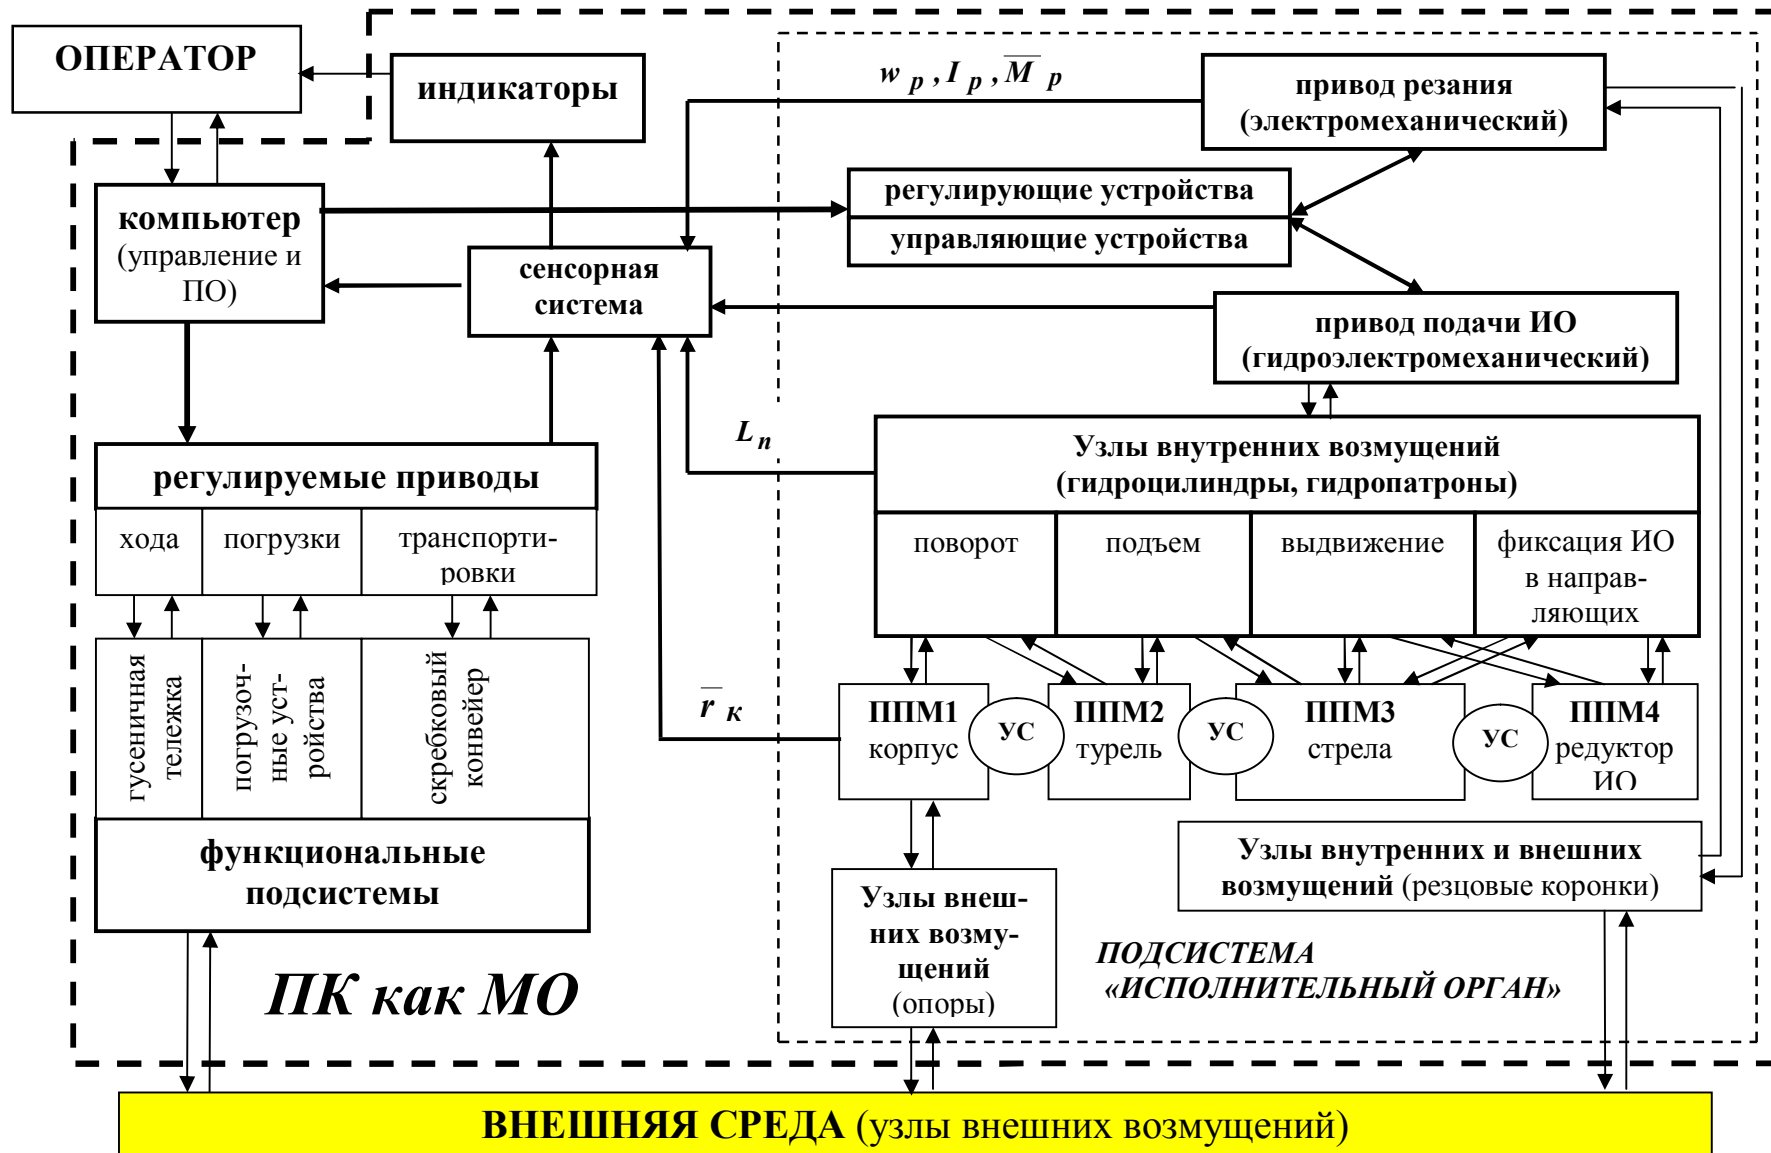 ОПЕРАТОР
индикаторы
w р , I р , M̅ р
привод резания
(электромеханический)
компьютер
(управление и
ПО)
регулирующие устройства
управляющие устройства
сенсорная
система
привод подачи ИО
(гидроэлектромеханический)
L п
регулируемые приводы
хода
погрузки
транспорти-
ровки
Узлы внутренних возмущений
(гидроцилиндры, гидропатроны)
поворот
подъем
выдвижение
фиксация ИО
в направ-
ляющих
гусеничная
тележка
погрузоч-
ные уст-
ройства
скребковый
конвейер
r̅ к
ППМ1
корпус
УС
ППМ2
турель
УС
ППМ3
стрела
УС
ППМ4
редуктор
ИО
функциональные
подсистемы
Узлы внеш-
них возму-
щений
(опоры)
Узлы внутренних и внешних
возмущений (резцовые коронки)
ПОДСИСТЕМА
«ИСПОЛНИТЕЛЬНЫЙ ОРГАН»
ПК как МО
ВНЕШНЯЯ СРЕДА (узлы внешних возмущений)